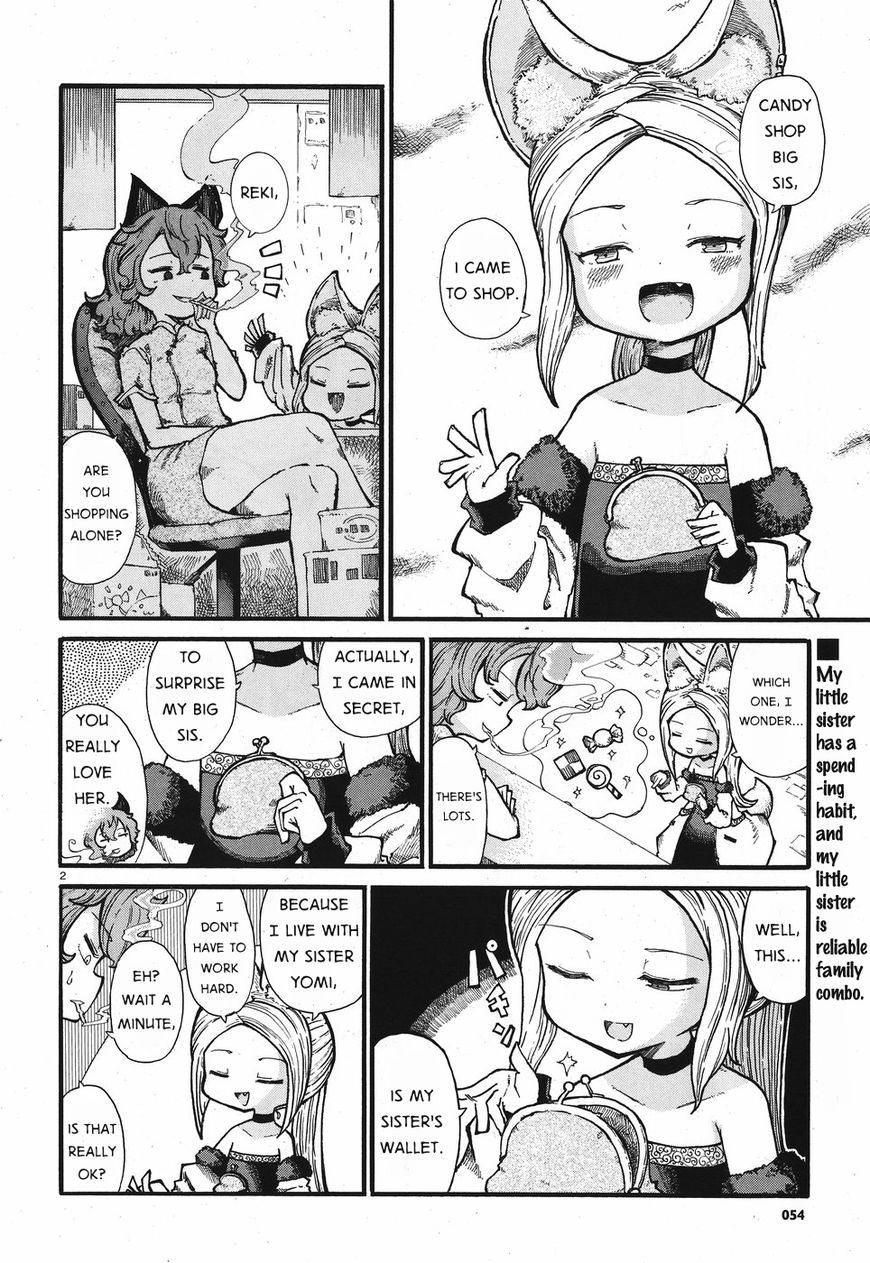 CANDY
SHOP
BIG
SIS,
I CAME
TO SHOP.
REKI,
ARE
YOU
SHOPPING
ALONE?
WHICH
ONE, I
WONDER...
THERE'S
LOTS.
ACTUALLY,
I CAME IN
SECRET,
TO
SURPRISE
MY BIG
SIS.
YOU
REALLY
LOVE
HER.
2
My
little
sister
has a
spend
-ing
habit,
and
my
little
sister
is
reliable
family
combo.
WELL,
THIS...
IS MY
SISTER'S
WALLET.
BECAUSE
I LIVE WITH
MY SISTER
YOMI,
I
DON'T
HAVE TO
WORK
HARD.
EH?
WAIT A
MINUTE,
IS THAT
REALLY
OK?
054